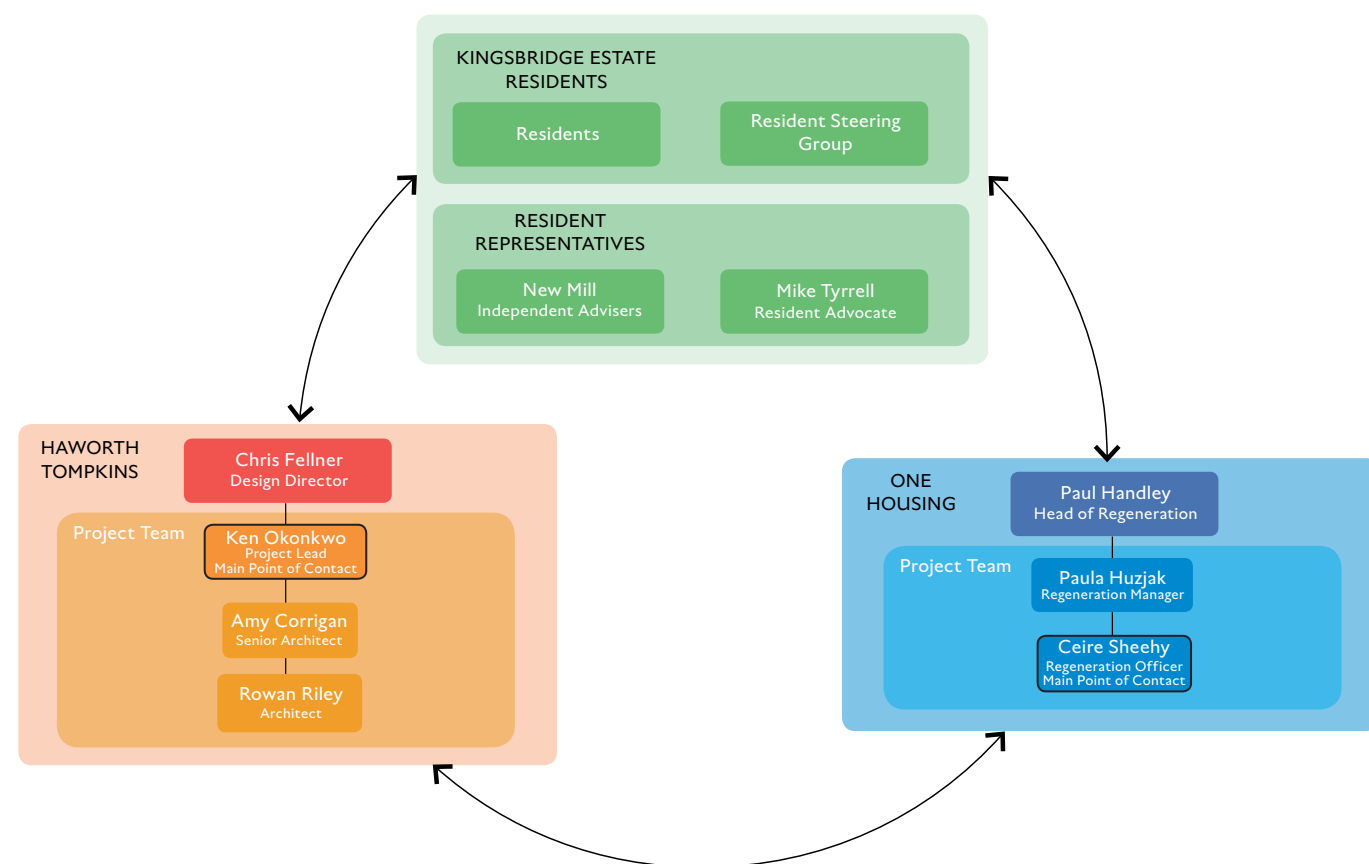 KINGSBRIDGE ESTATE
RESIDENTS
Residents
Resident Steering
Group
RESIDENT
REPRESENTATIVES
New Mill
Independent Advisers
Mike Tyrrell
Resident Advocate
HAWORTH
TOMPKINS
Chris Fellner
Design Director
Project Team
Ken Okonkwo
Project Lead
Main Point of Contact
Amy Corrigan
Senior Architect
Rowan Riley
Architect
ONE
HOUSING
Paul Handley
Head of Regeneration
Project Team
Paula Huzjak
Regeneration Manager
Ceire Sheehy
Regeneration Officer
Main Point of Contact